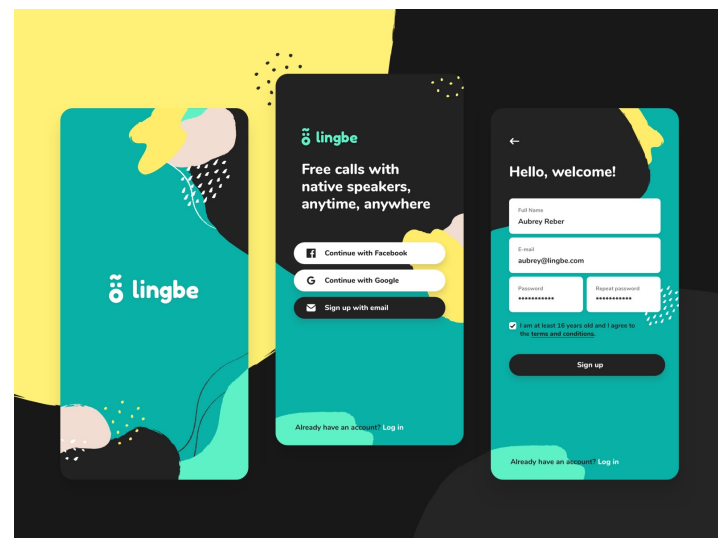 lingbe
lingbe
Free calls with
native speakers,
anytime, anywhere
Continue with Facebook
G Continue with Google
Sign up with email
Already have an account? Log in
Hello, welcome!
Full Name
Aubrey Reber
E-mail
aubrey@lingbe.com
Password
Repeat password
I am at least 16 years old and I agree to
the terms and conditions.
Sign up
Already have an account? Log in